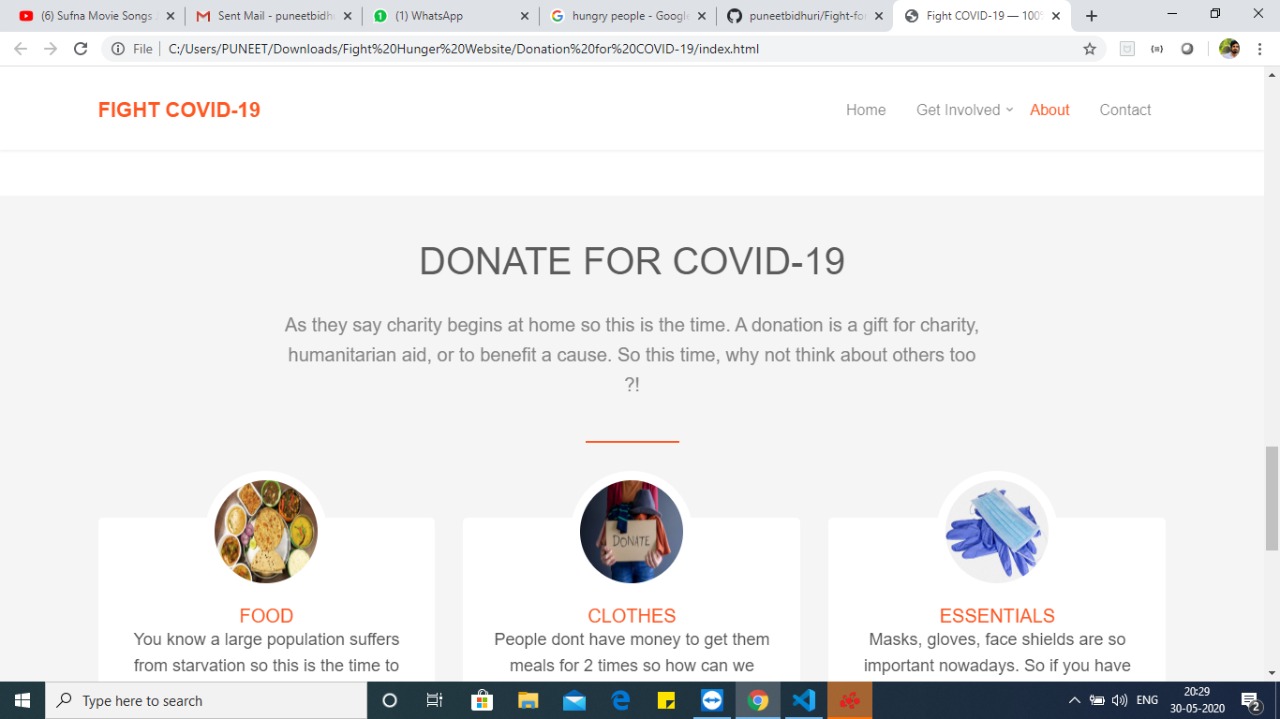 (6) Sufna Movie Songs
Sent Mail - puneetbidh
(1) WhatsApp
hungry people - Google
puneetbidhuri/Fight-for
Fight COVID-19 — 100%
File
C:/Users/PUNEET/Downloads/Fight%20Hunger%20Website/Donation%20for%20COVID-19/index.html
FIGHT COVID-19
Home
Get Involved
About
Contact
DONATE FOR COVID-19
As they say charity begins at home so this is the time. A donation is a gift for charity,
humanitarian aid, or to benefit a cause. So this time, why not think about others too
?!
DONATE
FOOD
You know a large population suffers
from starvation so this is the time to
CLOTHES
People dont have money to get them
meals for 2 times so how can we
ESSENTIALS
Masks, gloves, face shields are so
important nowadays. So if you have
Type here to search
ENG
20:29
30-05-2020
2